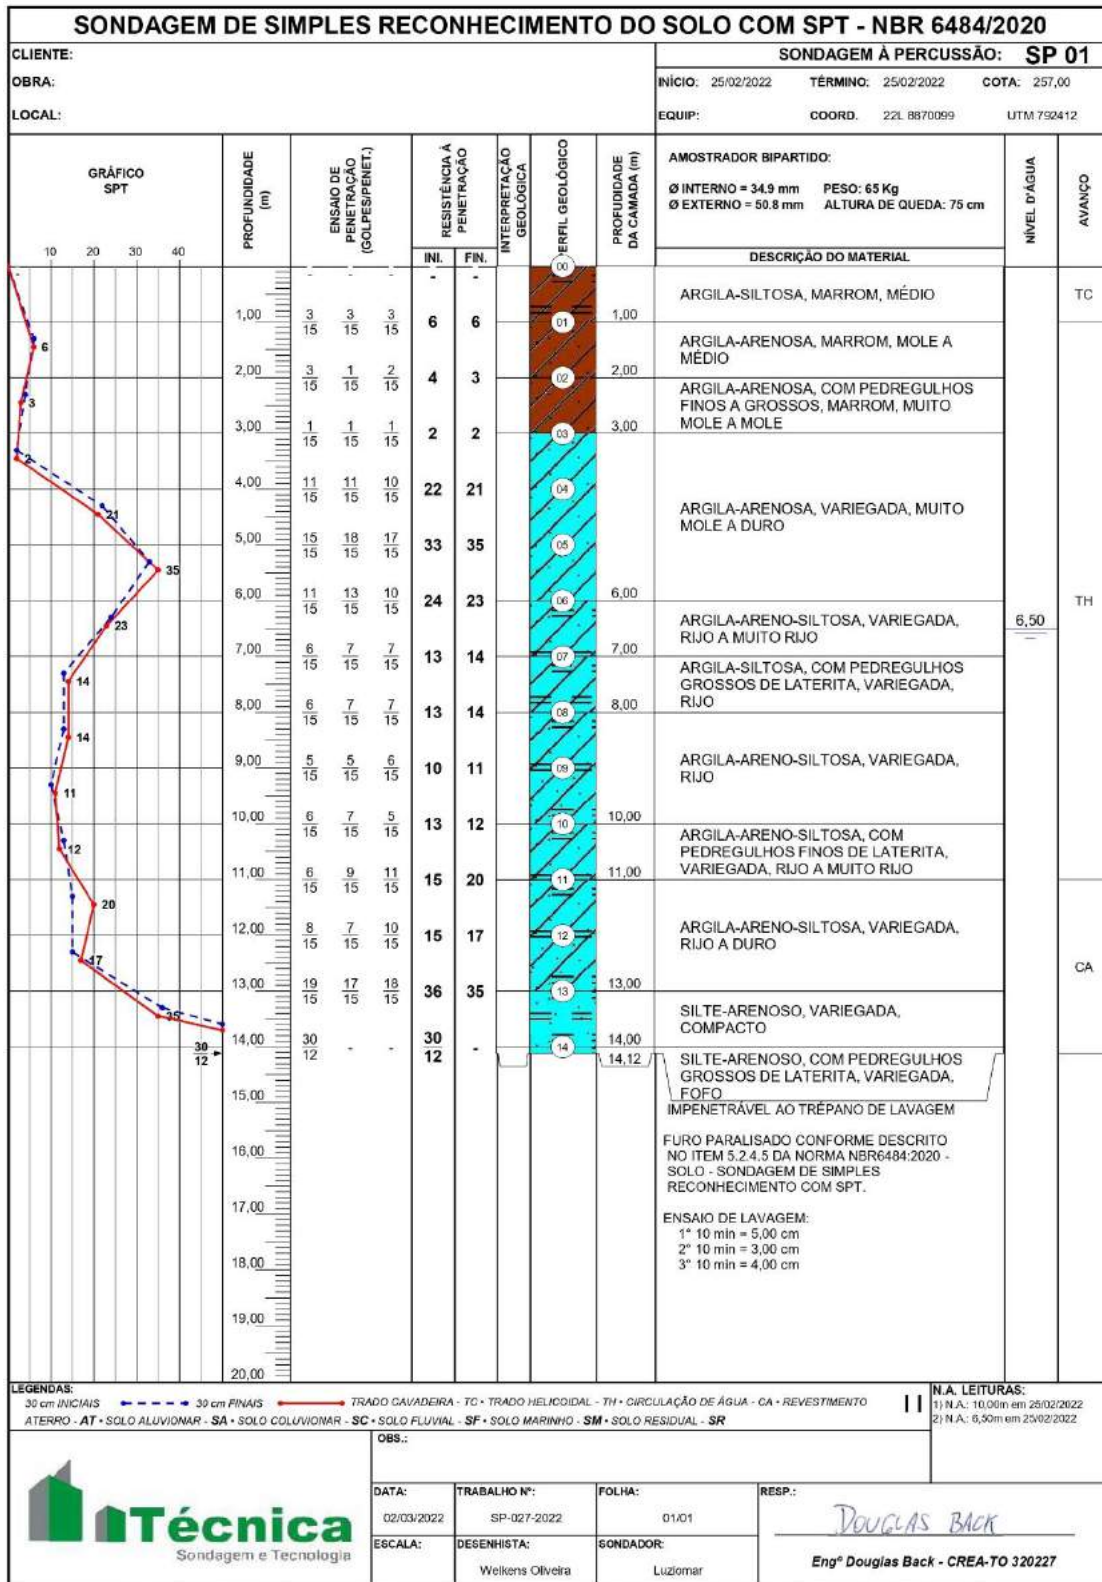 SONDAGEM DE SIMPLES RECONHECIMENTO DO SOLO COM SPT - NBR 6484/2020
CLIENTE:
OBRA:
LOCAL:
SONDAGEM À PERCUSSÃO: SP 01
INÍCIO: 25/02/2022 TÉRMINO: 25/02/2022 COTA: 257,00
EQUIP: COORD. 22L 8870099 UTM 792412
GRÁFICO
SPT
PROFUNDIDADE
(m)
ENSAIO DE
PENETRAÇÃO
(GOLPES/PENET.)
RESISTÊNCIA À
PENETRAÇÃO
INI. FIN.
INTERPRETAÇÃO
GEOLÓGICA
PERFIL GEOLÓGICO
PROFUIDADE
DA CAMADA (m)
AMOSTRADOR BIPARTIDO:
Ø INTERNO = 34.9 mm PESO: 65 Kg
Ø EXTERNO = 50.8 mm ALTURA DE QUEDA: 75 cm
DESCRIÇÃO DO MATERIAL
NÍVEL D'ÁGUA
AVANÇO
10 20 30 40
- - - - - 00
ARGILA-SILTOSA, MARROM, MÉDIO
TC
1,00 3/15 3/15 3/15 6 6 01 1,00
6
ARGILA-ARENOSA, MARROM, MOLE A
MÉDIO
2,00 3/15 1/15 2/15 4 3 02 2,00
3
ARGILA-ARENOSA, COM PEDREGULHOS
FINOS A GROSSOS, MARROM, MUITO
MOLE A MOLE
3,00 1/15 1/15 1/15 2 2 03 3,00
2
4,00 11/15 11/15 10/15 22 21 04
21
ARGILA-ARENOSA, VARIEGADA, MUITO
MOLE A DURO
5,00 15/15 18/15 17/15 33 35 05
35
6,00 11/15 13/15 10/15 24 23 06 6,00
TH
23
ARGILA-ARENO-SILTOSA, VARIEGADA,
RIJO A MUITO RIJO
6,50
7,00 6/15 7/15 7/15 13 14 07 7,00
14
ARGILA-SILTOSA, COM PEDREGULHOS
GROSSOS DE LATERITA, VARIEGADA,
RIJO
8,00 6/15 7/15 7/15 13 14 08 8,00
14
9,00 5/15 5/15 6/15 10 11 09
11
ARGILA-ARENO-SILTOSA, VARIEGADA,
RIJO
10,00 6/15 7/15 5/15 13 12 10 10,00
12
ARGILA-ARENO-SILTOSA, COM
PEDREGULHOS FINOS DE LATERITA,
VARIEGADA, RIJO A MUITO RIJO
11,00 6/15 9/15 11/15 15 20 11 11,00
20
12,00 8/15 7/15 10/15 15 17 12
17
ARGILA-ARENO-SILTOSA, VARIEGADA,
RIJO A DURO
CA
13,00 19/15 17/15 18/15 36 35 13 13,00
35
SILTE-ARENOSO, VARIEGADA,
COMPACTO
14,00 30/12 - - 30/12 - 14 14,00
30/12
14,12
SILTE-ARENOSO, COM PEDREGULHOS
GROSSOS DE LATERITA, VARIEGADA,
FOFO
IMPENETRÁVEL AO TRÉPANO DE LAVAGEM
15,00
FURO PARALISADO CONFORME DESCRITO
NO ITEM 5.2.4.5 DA NORMA NBR6484:2020 -
SOLO - SONDAGEM DE SIMPLES
RECONHECIMENTO COM SPT.
16,00
17,00
ENSAIO DE LAVAGEM:
1° 10 min = 5,00 cm
2° 10 min = 3,00 cm
3° 10 min = 4,00 cm
18,00
19,00
20,00
LEGENDAS:
30 cm INICIAIS 30 cm FINAIS TRADO CAVADEIRA - TC • TRADO HELICOIDAL - TH • CIRCULAÇÃO DE ÁGUA - CA • REVESTIMENTO
ATERRO - AT • SOLO ALUVIONAR - SA • SOLO COLUVIONAR - SC • SOLO FLUVIAL - SF • SOLO MARINHO - SM • SOLO RESIDUAL - SR
N.A. LEITURAS:
1) N.A.: 10,00m em 25/02/2022
2) N.A.: 6,50m em 25/02/2022
OBS.:
Técnica
Sondagem e Tecnologia
DATA: TRABALHO Nº: FOLHA: RESP.:
02/03/2022 SP-027-2022 01/01
ESCALA: DESENHISTA: SONDADOR:
Welkens Oliveira Luziomar
DOUGLAS BACK
Engº Douglas Back - CREA-TO 320227